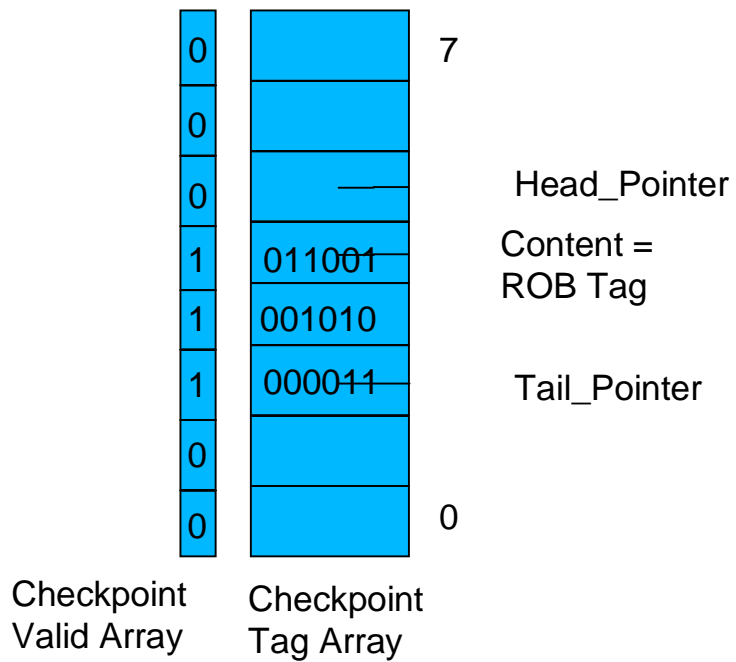 0
7
0
0
Head_Pointer
1
011001
Content =
ROB Tag
1
001010
1
000011
Tail_Pointer
0
0
0
Checkpoint
Valid Array
Checkpoint
Tag Array